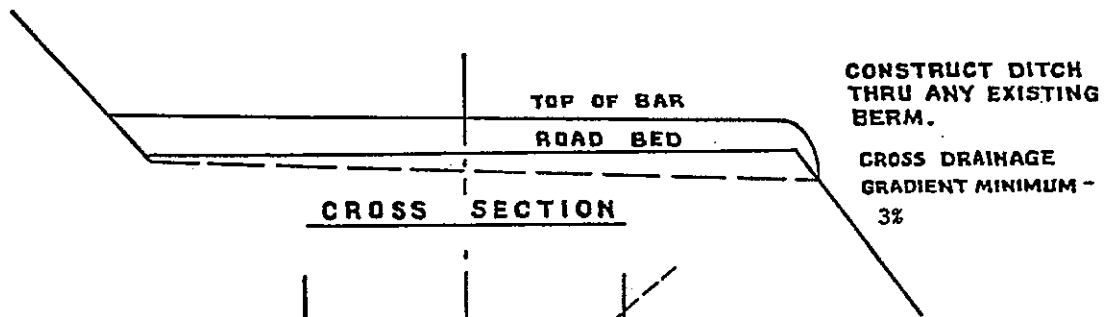 TOP OF BAR
ROAD BED
CONSTRUCT DITCH
THRU ANY EXISTING
BERM.
CROSS DRAINAGE
GRADIENT MINIMUM -
3%
CROSS SECTION